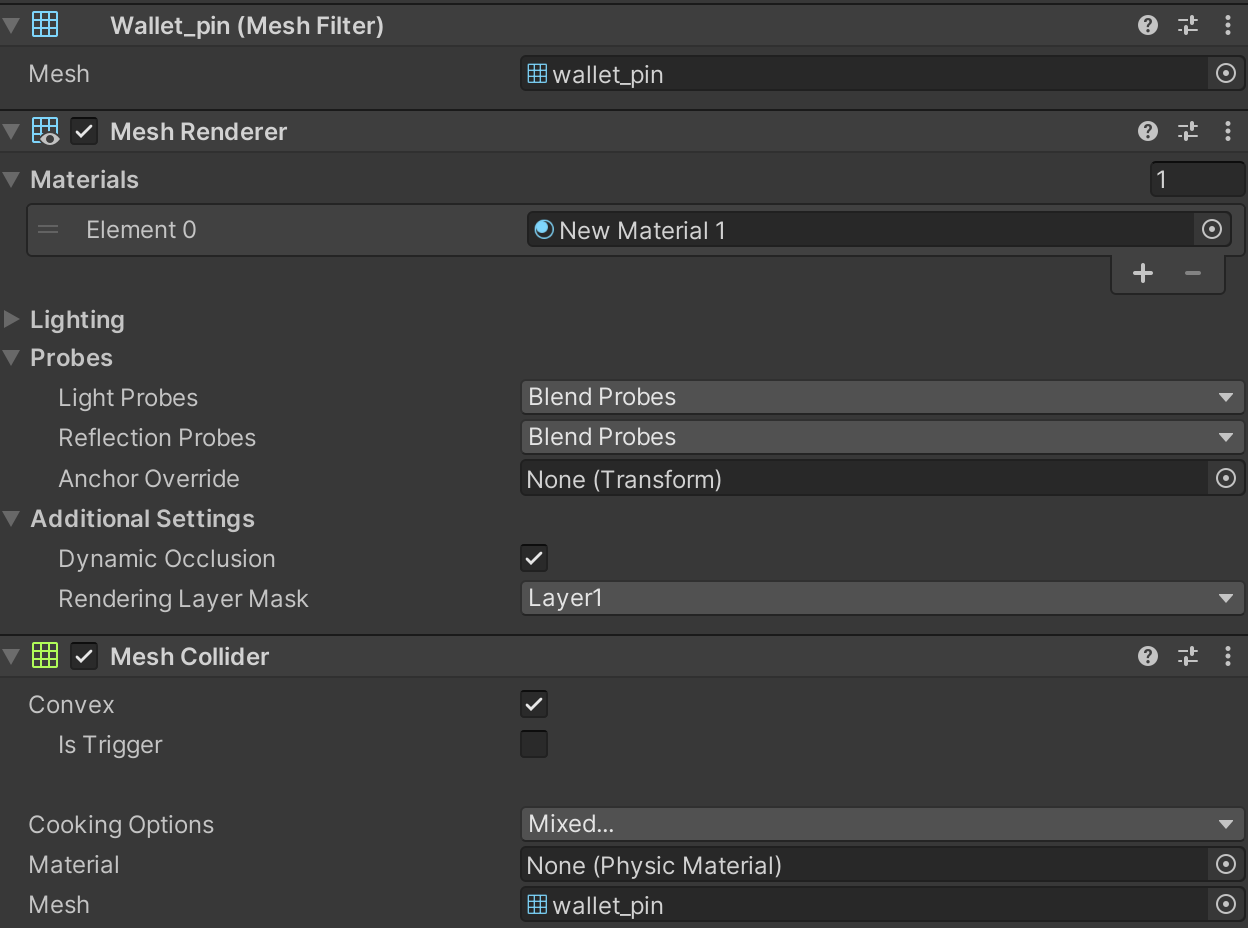 Wallet_pin (Mesh Filter)
Mesh wallet_pin
Mesh Renderer
Materials 1
Element 0 New Material 1
Lighting
Probes
Light Probes Blend Probes
Reflection Probes Blend Probes
Anchor Override None (Transform)
Additional Settings
Dynamic Occlusion
Rendering Layer Mask Layer1
Mesh Collider
Convex
Is Trigger
Cooking Options Mixed...
Material None (Physic Material)
Mesh wallet_pin